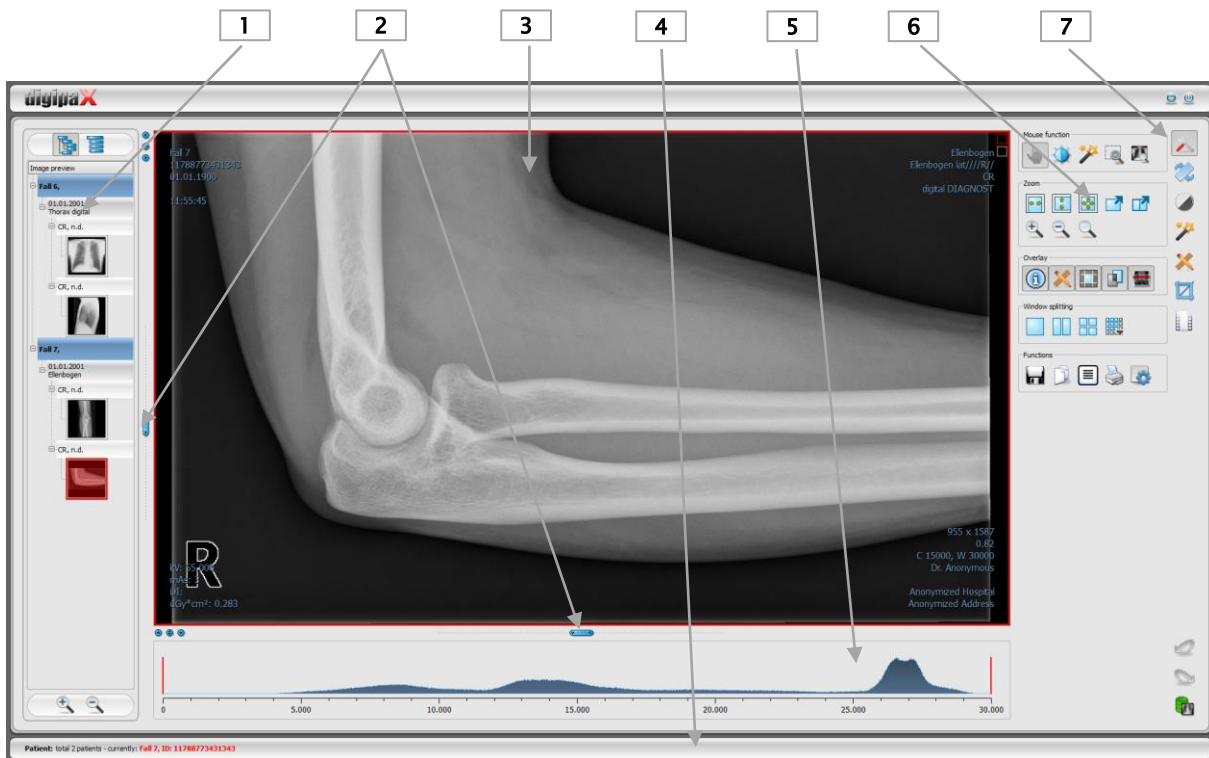 1 2 3 4 5 6 7
digipaX
Image preview
Fall 6,
01.01.2001
Thorax digital
CR, n.d.
CR, n.d.
Fall 7,
01.01.2001
Ellenbogen
CR, n.d.
CR, n.d.
Fall 7
11788773431343
01.01.1900
11:55:45
Ellenbogen
Ellenbogen lat////R//
CR
digital DIAGNOST
R
mAs: 3
DI:
dGy*cm²: 0.283
955 x 1587
0.82
C 15000, W 30000
Dr. Anonymous
Anonymized Hospital
Anonymized Address
0 5.000 10.000 15.000 20.000 25.000 30.000
Mouse function
Zoom
Overlay
Window splitting
Functions
Patient: total 2 patients - currently: Fall 7, ID: 11788773431343